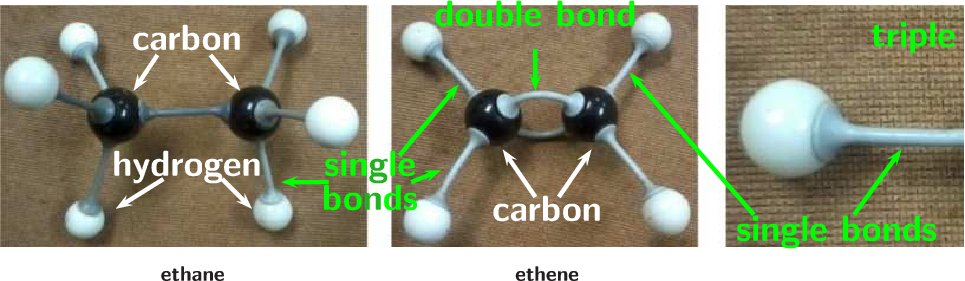 carbon
hydrogen
ethane
double bond
single
bonds
carbon
ethene
triple
single bonds